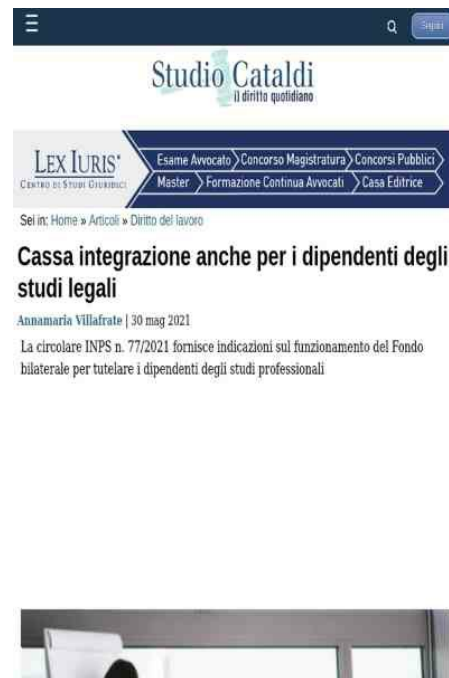 Seguici
Studio Cataldi
il diritto quotidiano
LEX IURIS
CENTRO DI STUDI GIURIDICI
Esame Avvocato Concorso Magistratura Concorsi Pubblici
Master Formazione Continua Avvocati Casa Editrice
Sei in: Home » Articoli » Diritto del lavoro
Cassa integrazione anche per i dipendenti degli
studi legali
Annamaria Villafrate | 30 mag 2021
La circolare INPS n. 77/2021 fornisce indicazioni sul funzionamento del Fondo
bilaterale per tutelare i dipendenti degli studi professionali